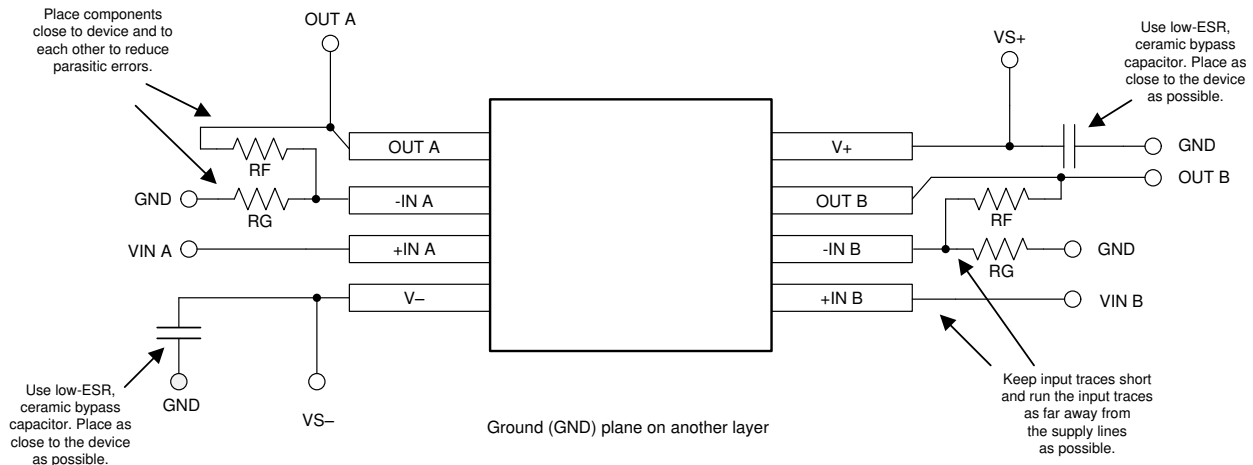 Place components
close to device and to
each other to reduce
parasitic errors.
OUT A
VS+
Use low-ESR,
ceramic bypass
capacitor. Place as
close to the device
as possible.
OUT A
RF
GND
RG
-IN A
VIN A
+IN A
V–
V+
GND
OUT B
OUT B
RF
-IN B
RG
GND
+IN B
VIN B
Use low-ESR,
ceramic bypass
capacitor. Place as
close to the device
as possible.
GND
VS–
Ground (GND) plane on another layer
Keep input traces short
and run the input traces
as far away from
the supply lines
as possible.